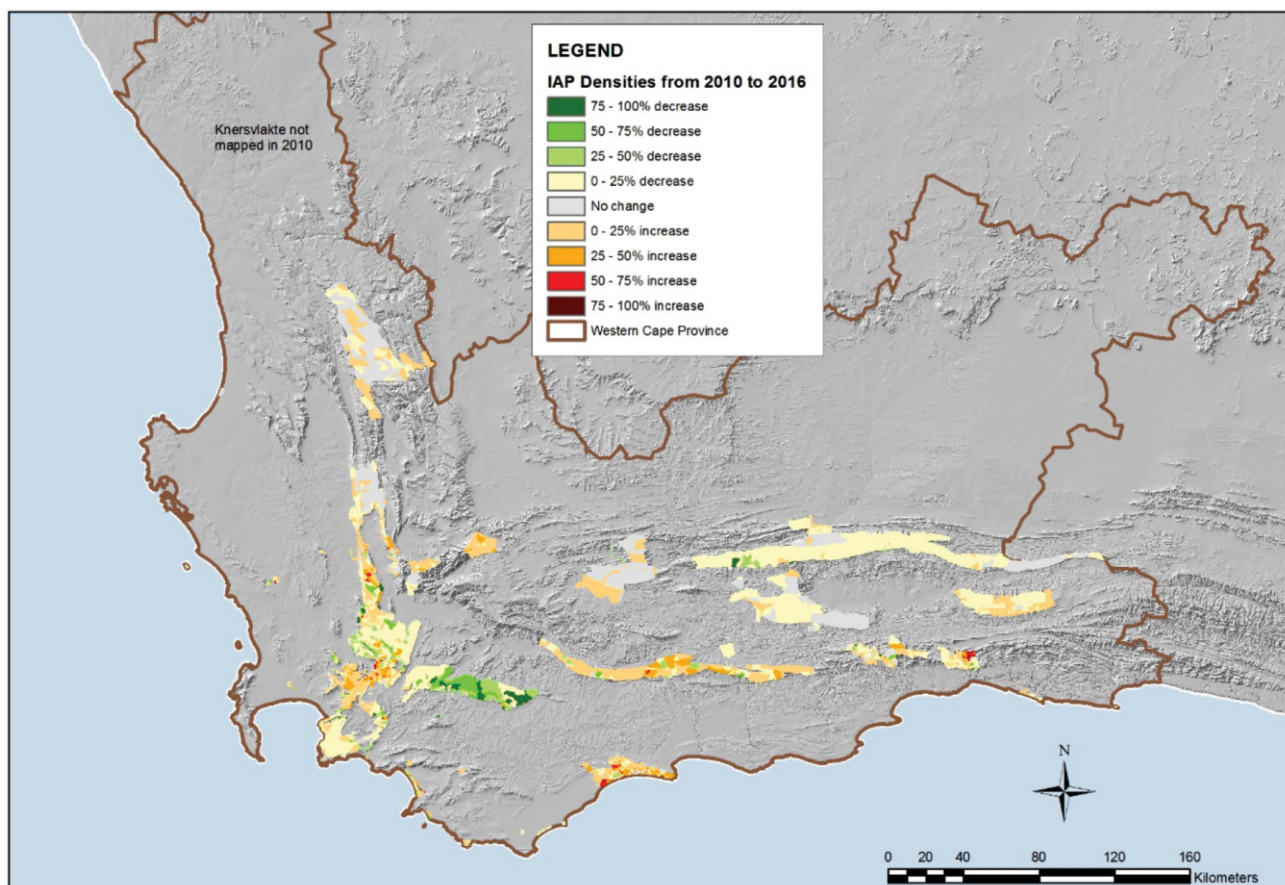 LEGEND
IAP Densities from 2010 to 2016
75 - 100% decrease
50 - 75% decrease
25 - 50% decrease
0 - 25% decrease
No change
0 - 25% increase
25 - 50% increase
50 - 75% increase
75 - 100% increase
Western Cape Province
Knersvlakte not
mapped in 2010
N
0 20 40 80 120 160
Kilometers